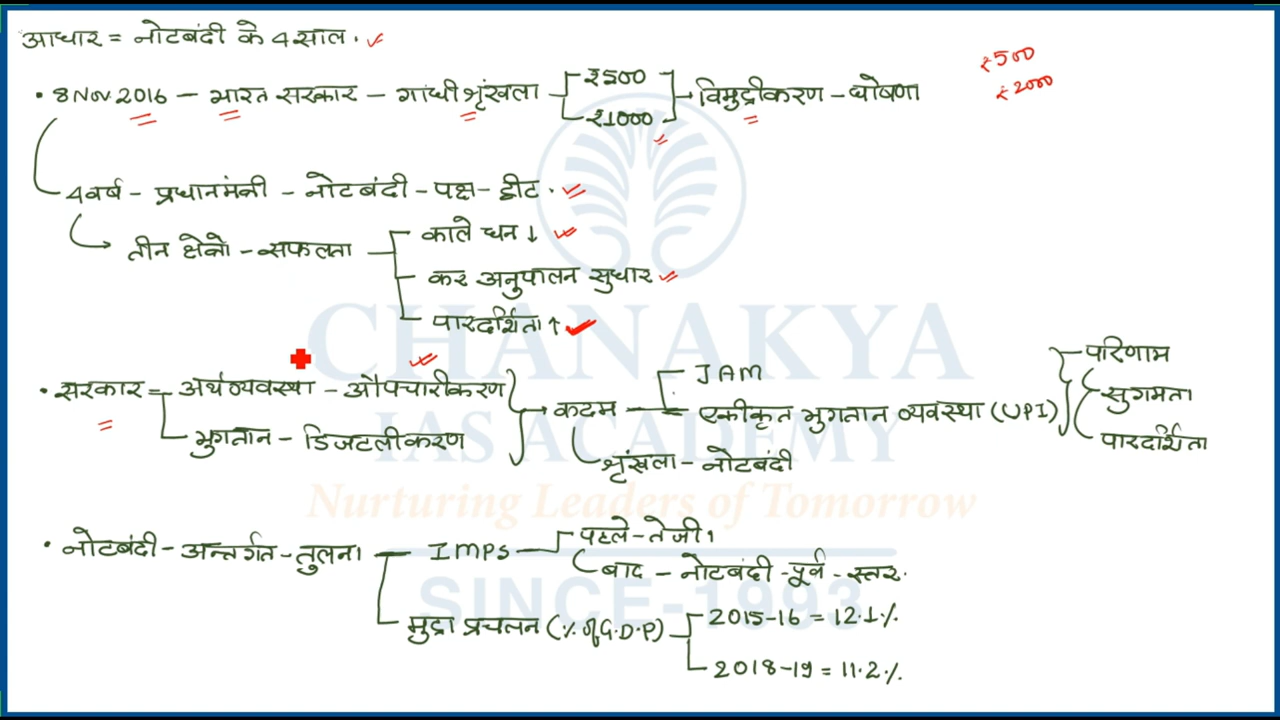 आधार = नोटबंदी के 4 साल.
• 8 Nov. 2016 – भारत सरकार – गांधी श्रृंखला ₹500 ₹1000 → विमुद्रीकरण – घोषणा
₹500
₹2000
4 वर्ष – प्रधानमंत्री – नोटबंदी – पक्ष – ट्वीट.
तीन क्षेत्रों – सफलता
काले धन ↓
कर अनुपालन सुधार
पारदर्शिता ↑
• सरकार = अर्थव्यवस्था – औपचारीकरण
भुगतान – डिजटलीकरण
→ कदम
JAM
एकीकृत भुगतान व्यवस्था (UPI)
श्रृंखला – नोटबंदी
परिणाम
सुगमता
पारदर्शिता
• नोटबंदी – अन्तर्गत – तुलना
IMPS
पहले – तेजी ↑
बाद – नोटबंदी – पूर्व – स्तर.
मुद्रा प्रचलन (% of G.D.P)
2015-16 = 12.1%
2018-19 = 11.2%
CHANAKYA
IAS ACADEMY
Nurturing Leaders of Tomorrow
SINCE-1993